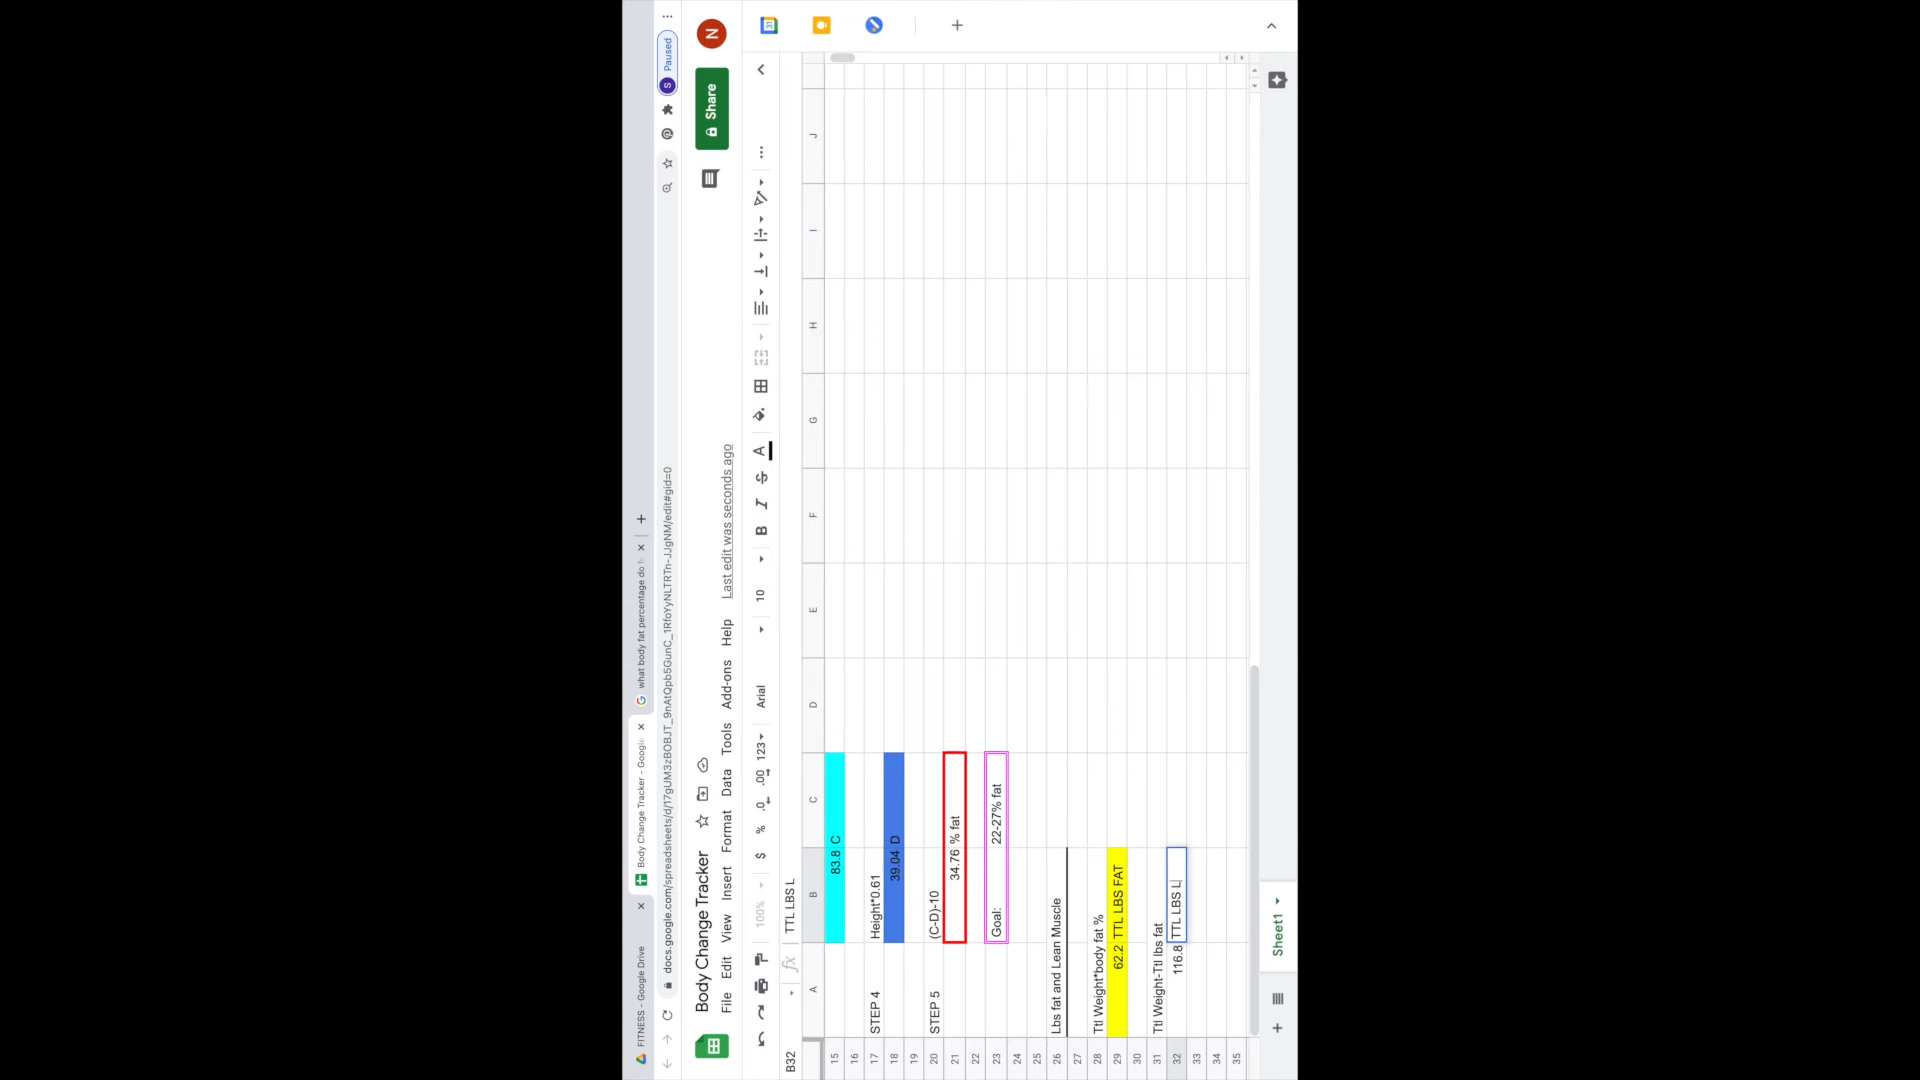 FITNESS - Google Drive
Body Change Tracker - Google
what body fat percentage do f
docs.google.com/spreadsheets/d/17gUM3zBOBJT_9nAtQpb5GunC_1RfoYyNLTRTn-JJgNM/edit#gid=0
S Paused
Body Change Tracker
File Edit View Insert Format Data Tools Add-ons Help
Last edit was seconds ago
Share
N
100% $ % .0 .00 123 Arial 10 B I S A
B32
fx TTL LBS L
A B C D E F G H I J
15 83.8 C
16
17 STEP 4 Height*0.61
18 39.04 D
19
20 STEP 5 (C-D)-10
21 34.76 % fat
22
23 Goal: 22-27% fat
24
25
26 Lbs fat and Lean Muscle
27
28 Ttl Weight*body fat %
29 62.2 TTL LBS FAT
30
31 Ttl Weight-Ttl lbs fat
32 116.8 TTL LBS L
33
34
35
Sheet1
31